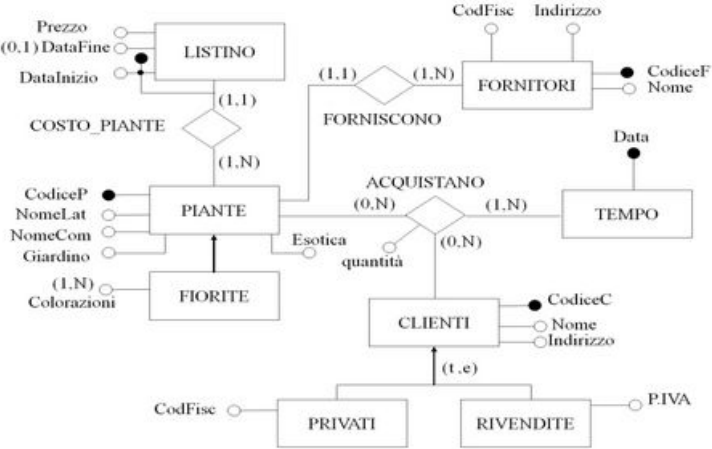 CodFisc Indirizzo
Prezzo
(0,1) DataFine LISTINO
DataInizio
(1,1) (1,N) CodiceF
FORNITORI
Nome
(1,1)
COSTO_PIANTE FORNISCONO
Data
(1,N)
ACQUISTANO
CodiceP
(0,N) (1,N)
NomeLat PIANTE TEMPO
NomeCom
Esotica (0,N)
Giardino quantità
(1,N)
Colorazioni FIORITE
CodiceC
CLIENTI Nome
Indirizzo
(t,e)
CodFisc P.IVA
PRIVATI RIVENDITE